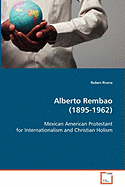 Ruben Rivera
Alberto Rembao
(1895-1962)
Mexican American Protestant
for Internationalism and Christian Holism